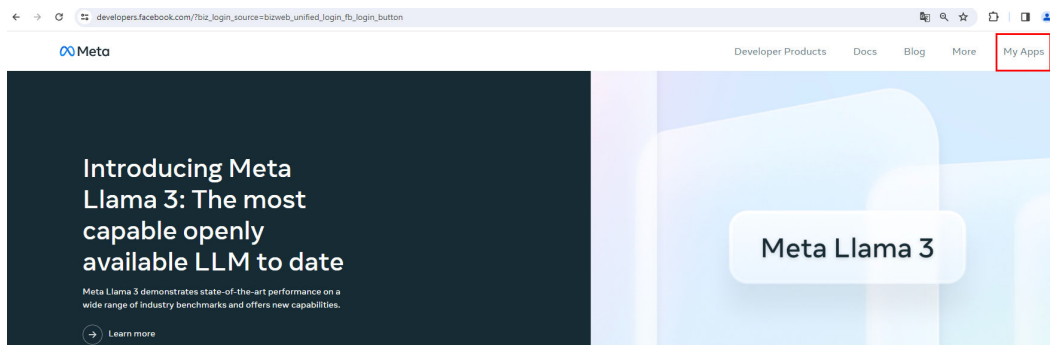 developers.facebook.com/?biz_login_source=bizweb_unified_login_fb_login_button
Meta
Developer Products Docs Blog More My Apps
Introducing Meta
Llama 3: The most
capable openly
available LLM to date
Meta Llama 3 demonstrates state-of-the-art performance on a
wide range of industry benchmarks and offers new capabilities.
Learn more
Meta Llama 3